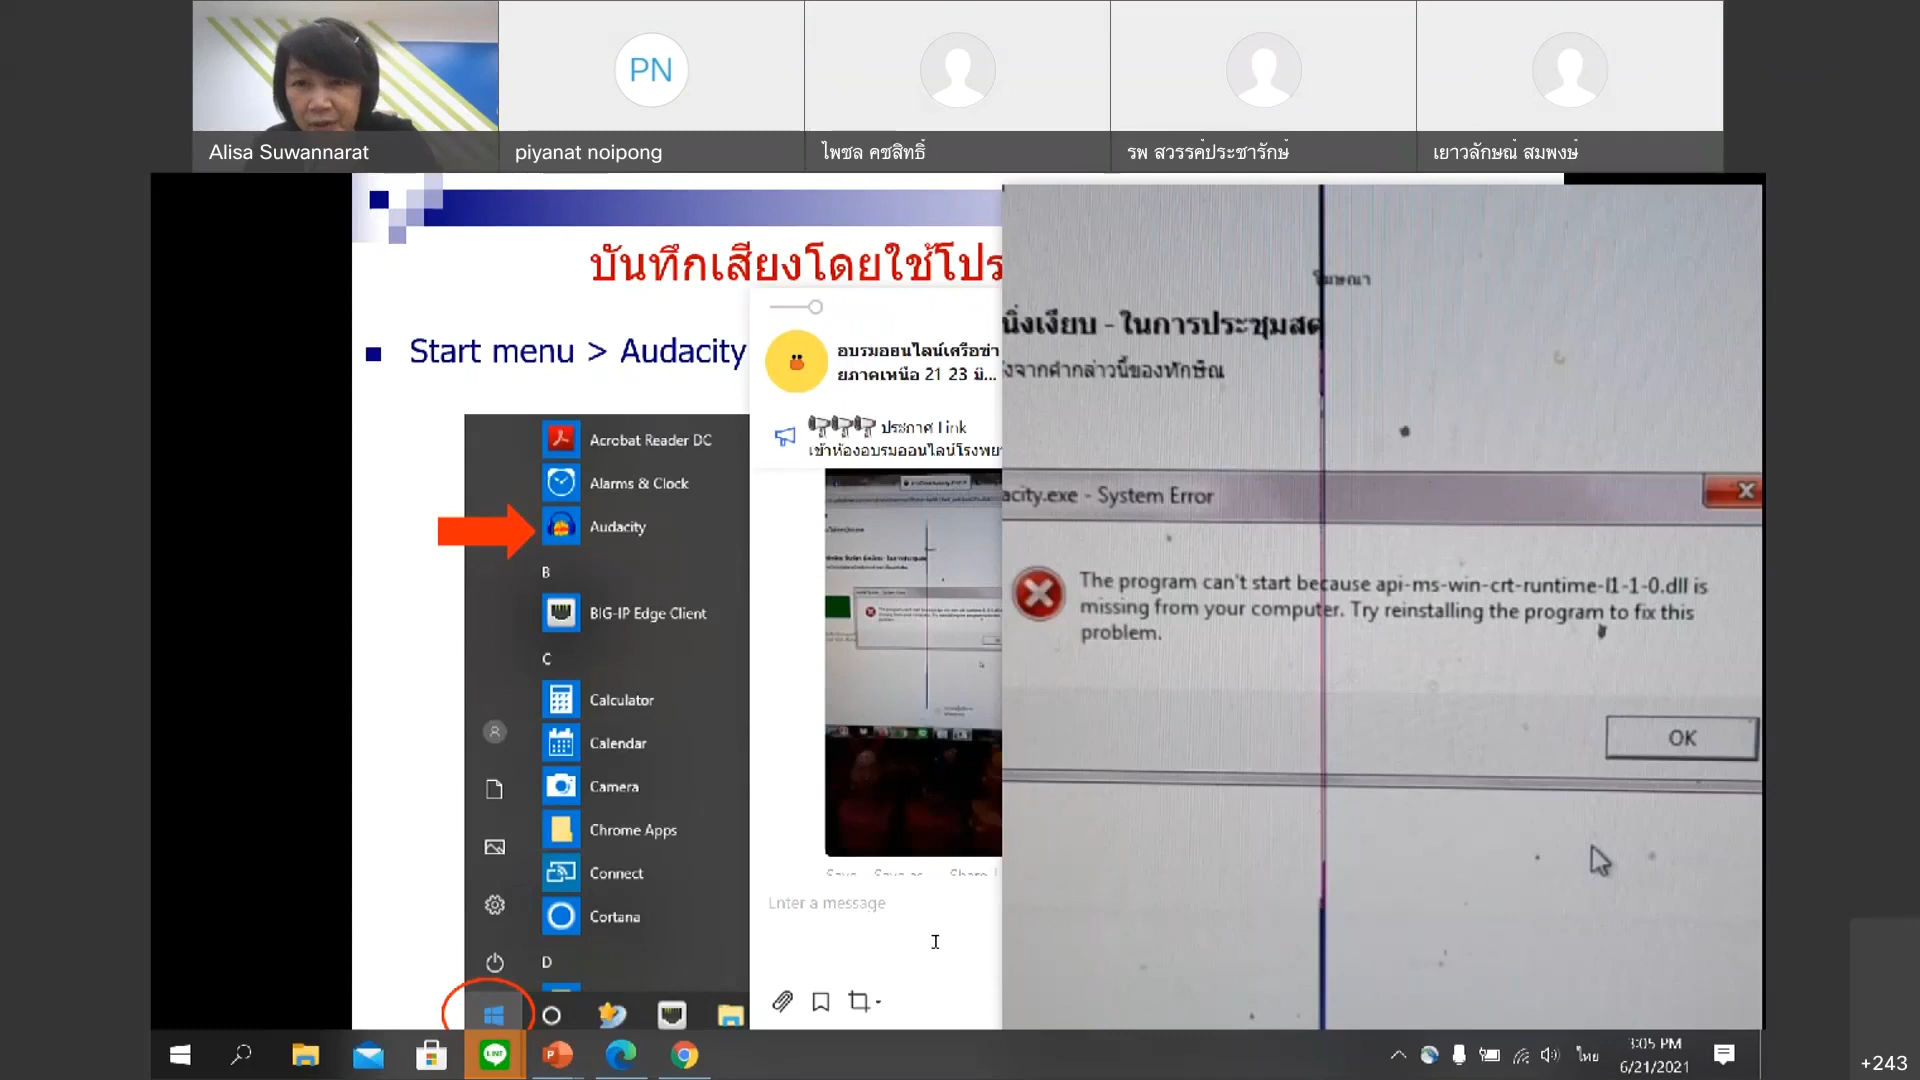 Alisa Suwannarat
PN
piyanat noipong
ไพชล คชสิทธิ์
รพ สวรรค์ประชารักษ์
เยาวลักษณ์ สมพงษ์
บันทึกเสียงโดยใช้โปร
Start menu > Audacity
Acrobat Reader DC
Alarms & Clock
Audacity
B
BIG-IP Edge Client
C
Calculator
Calendar
Camera
Chrome Apps
Connect
Cortana
D
อบรมออนไลน์เครือข่า
ยภาคเหนือ 21 23 มิ...
ประกาศ Link
เข้าห้องอบรมออนไลน์โรงพยา
Enter a message
โฆษณา
นิ่งเงียบ - ในการประชุมสด
ังจากคำกล่าวนี้ของทักษิณ
acity.exe - System Error
The program can't start because api-ms-win-crt-runtime-l1-1-0.dll is
missing from your computer. Try reinstalling the program to fix this
problem.
OK
LINE
ไทย
3:05 PM
6/21/2021
+243